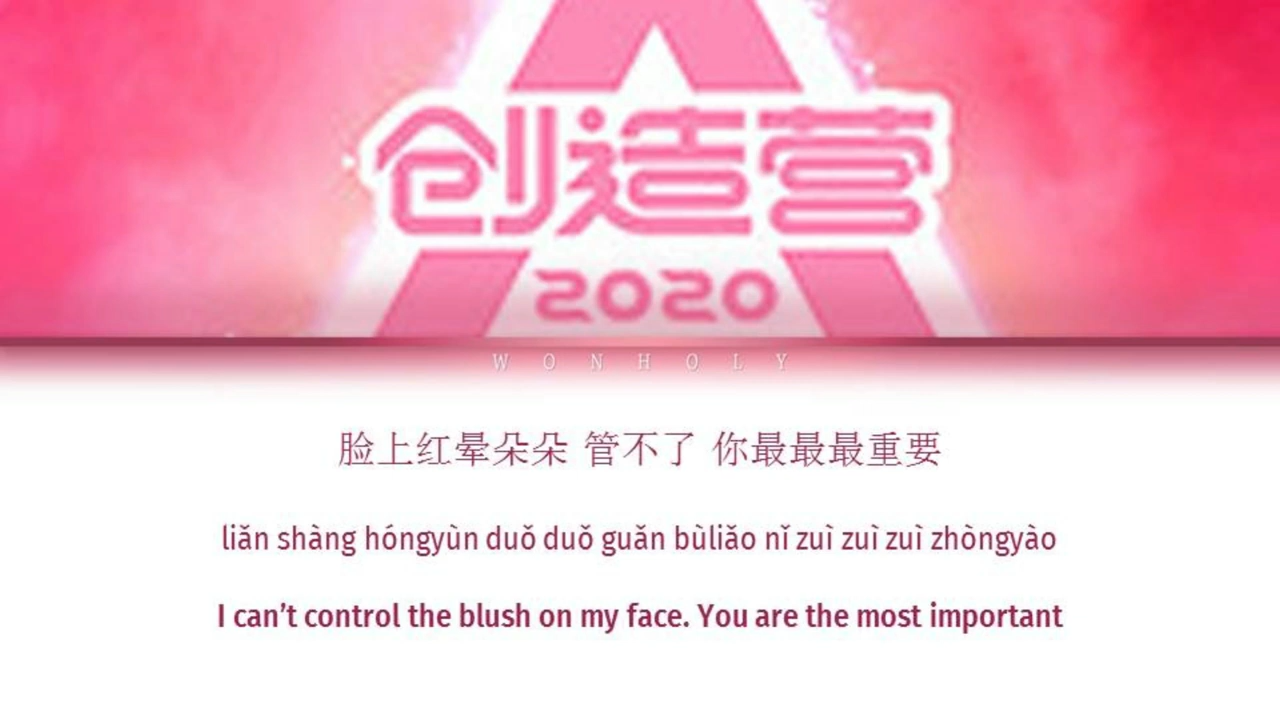 创造营
2020
WONHOLY
脸上红晕朵朵 管不了 你最最最重要
liǎn shàng hóngyùn duǒ duǒ guǎn bùliǎo nǐ zuì zuì zuì zhòngyào
I can’t control the blush on my face. You are the most important